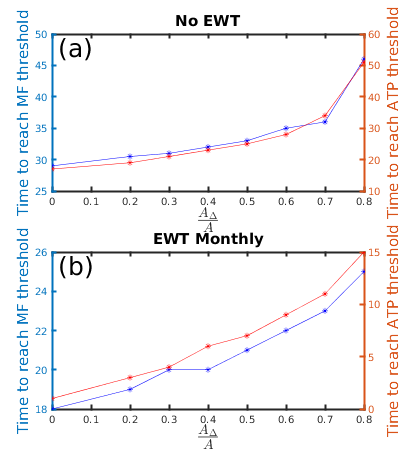 No EWT
(a)
Time to reach MF threshold
50
45
40
35
30
25
Time to reach ATP threshold
60
50
40
30
20
10
0 0.1 0.2 0.3 0.4 0.5 0.6 0.7 0.8
A_Δ
A
EWT Monthly
(b)
Time to reach MF threshold
26
24
22
20
18
Time to reach ATP threshold
15
10
5
0
0 0.1 0.2 0.3 0.4 0.5 0.6 0.7 0.8
A_Δ
A